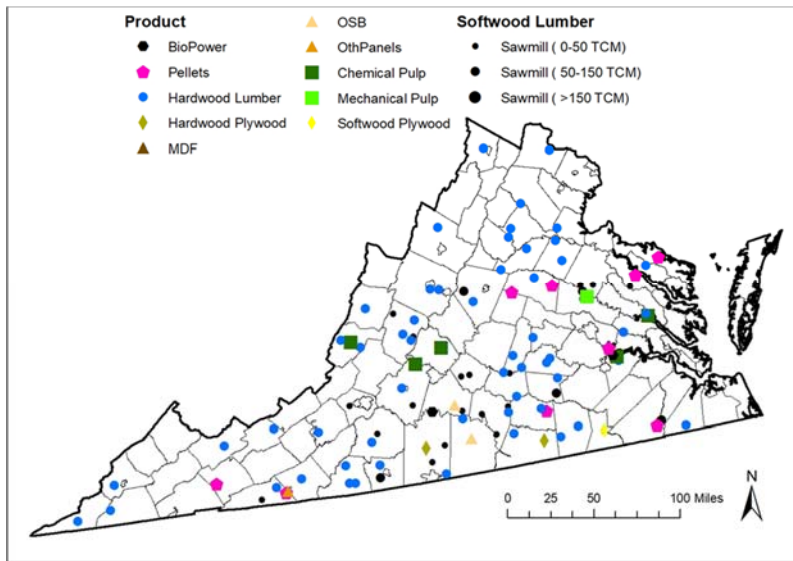 Product
BioPower
Pellets
Hardwood Lumber
Hardwood Plywood
MDF
OSB
OthPanels
Chemical Pulp
Mechanical Pulp
Softwood Plywood
Softwood Lumber
Sawmill ( 0-50 TCM)
Sawmill ( 50-150 TCM)
Sawmill ( >150 TCM)
N
0 25 50 100 Miles